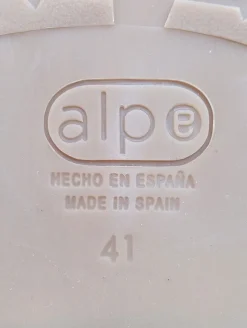 alpe
HECHO EN ESPAÑA
MADE IN SPAIN
41